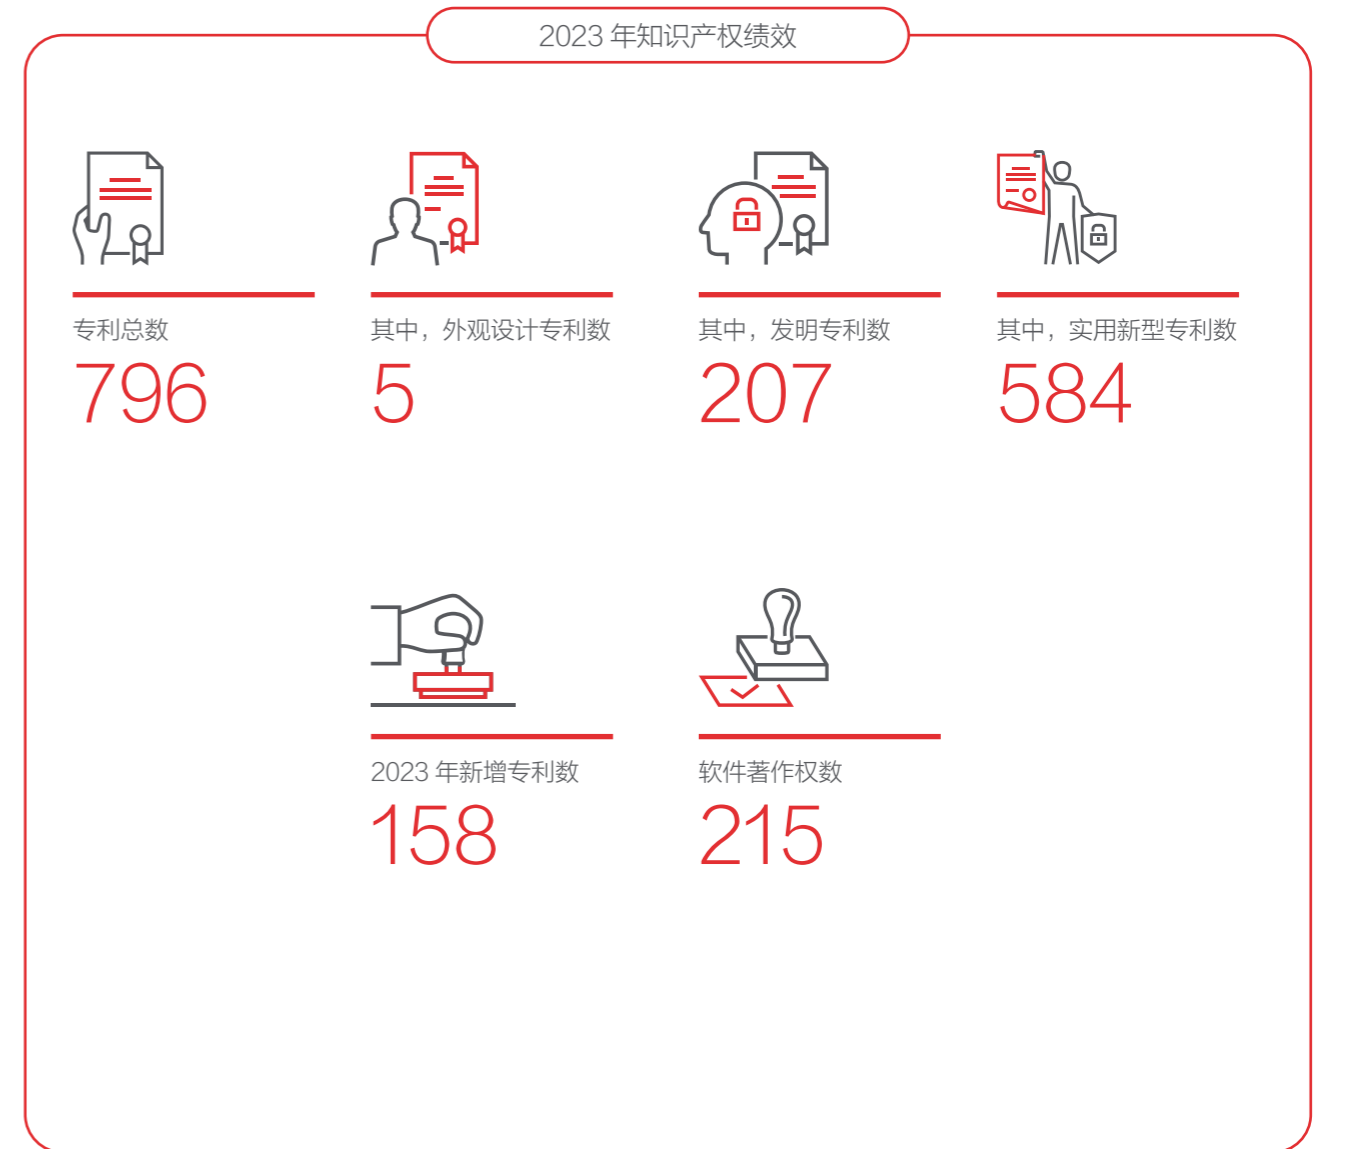 2023 年知识产权绩效
专利总数
796
其中，外观设计专利数
5
其中，发明专利数
207
其中，实用新型专利数
584
2023 年新增专利数
158
软件著作权数
215